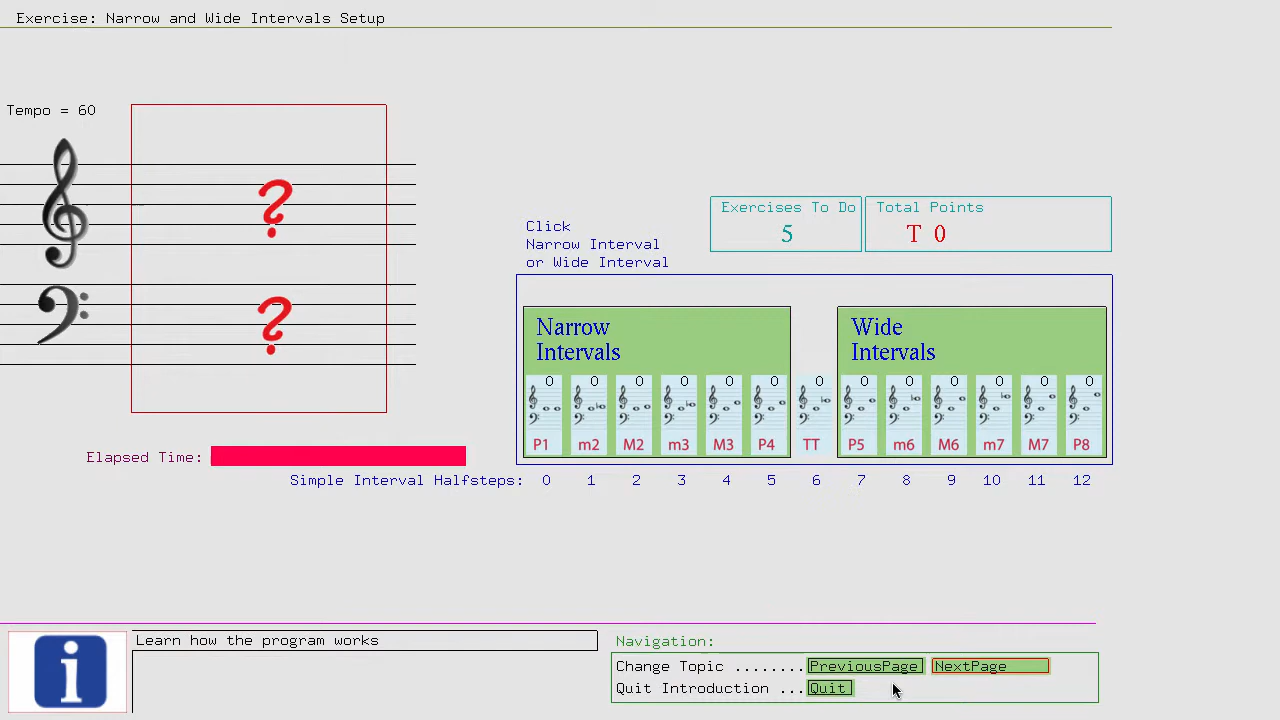 Exercise: Narrow and Wide Intervals Setup
Tempo = 60
? 
?
Exercises To Do
5
Total Points
T 0
Click
Narrow Interval
or Wide Interval
Narrow
Intervals
Wide
Intervals
0 0 0 0 0 0 0 0 0 0 0 0 0
P1 m2 M2 m3 M3 P4 TT P5 m6 M6 m7 M7 P8
Elapsed Time:
Simple Interval Halfsteps: 0 1 2 3 4 5 6 7 8 9 10 11 12
i
Learn how the program works
Navigation:
Change Topic ........PreviousPage NextPage
Quit Introduction ...Quit